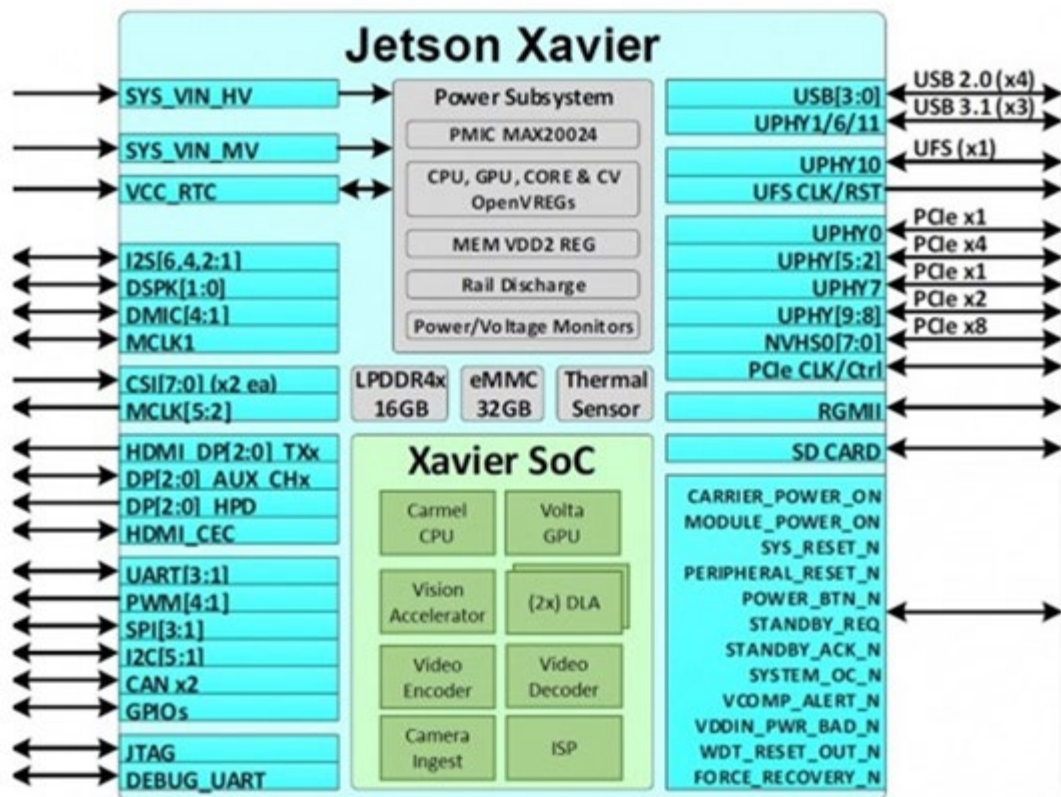 Jetson Xavier
SYS_VIN_HV
SYS_VIN_MV
VCC_RTC
I2S[6,4,2:1]
DSPK[1:0]
DMIC[4:1]
MCLK1
CSI[7:0] (x2 ea)
MCLK[5:2]
HDMI_DP[2:0]_TXx
DP[2:0]_AUX_CHx
DP[2:0]_HPD
HDMI_CEC
UART[3:1]
PWM[4:1]
SPI[3:1]
I2C[5:1]
CAN x2
GPIOs
JTAG
DEBUG_UART
Power Subsystem
PMIC MAX20024
CPU, GPU, CORE & CV
OpenVREGs
MEM VDD2 REG
Rail Discharge
Power/Voltage Monitors
LPDDR4x
16GB
eMMC
32GB
Thermal
Sensor
Xavier SoC
Carmel
CPU
Volta
GPU
Vision
Accelerator
(2x) DLA
Video
Encoder
Video
Decoder
Camera
Ingest
ISP
USB[3:0]
UPHY1/6/11
UPHY10
UFS CLK/RST
UPHY0
UPHY[5:2]
UPHY7
UPHY[9:8]
NVHS0[7:0]
PCIe CLK/Ctrl
RGMII
SD CARD
CARRIER_POWER_ON
MODULE_POWER_ON
SYS_RESET_N
PERIPHERAL_RESET_N
POWER_BTN_N
STANDBY_REQ
STANDBY_ACK_N
SYSTEM_OC_N
VCOMP_ALERT_N
VDDIN_PWR_BAD_N
WDT_RESET_OUT_N
FORCE_RECOVERY_N
USB 2.0 (x4)
USB 3.1 (x3)
UFS (x1)
PCIe x1
PCIe x4
PCIe x1
PCIe x2
PCIe x8